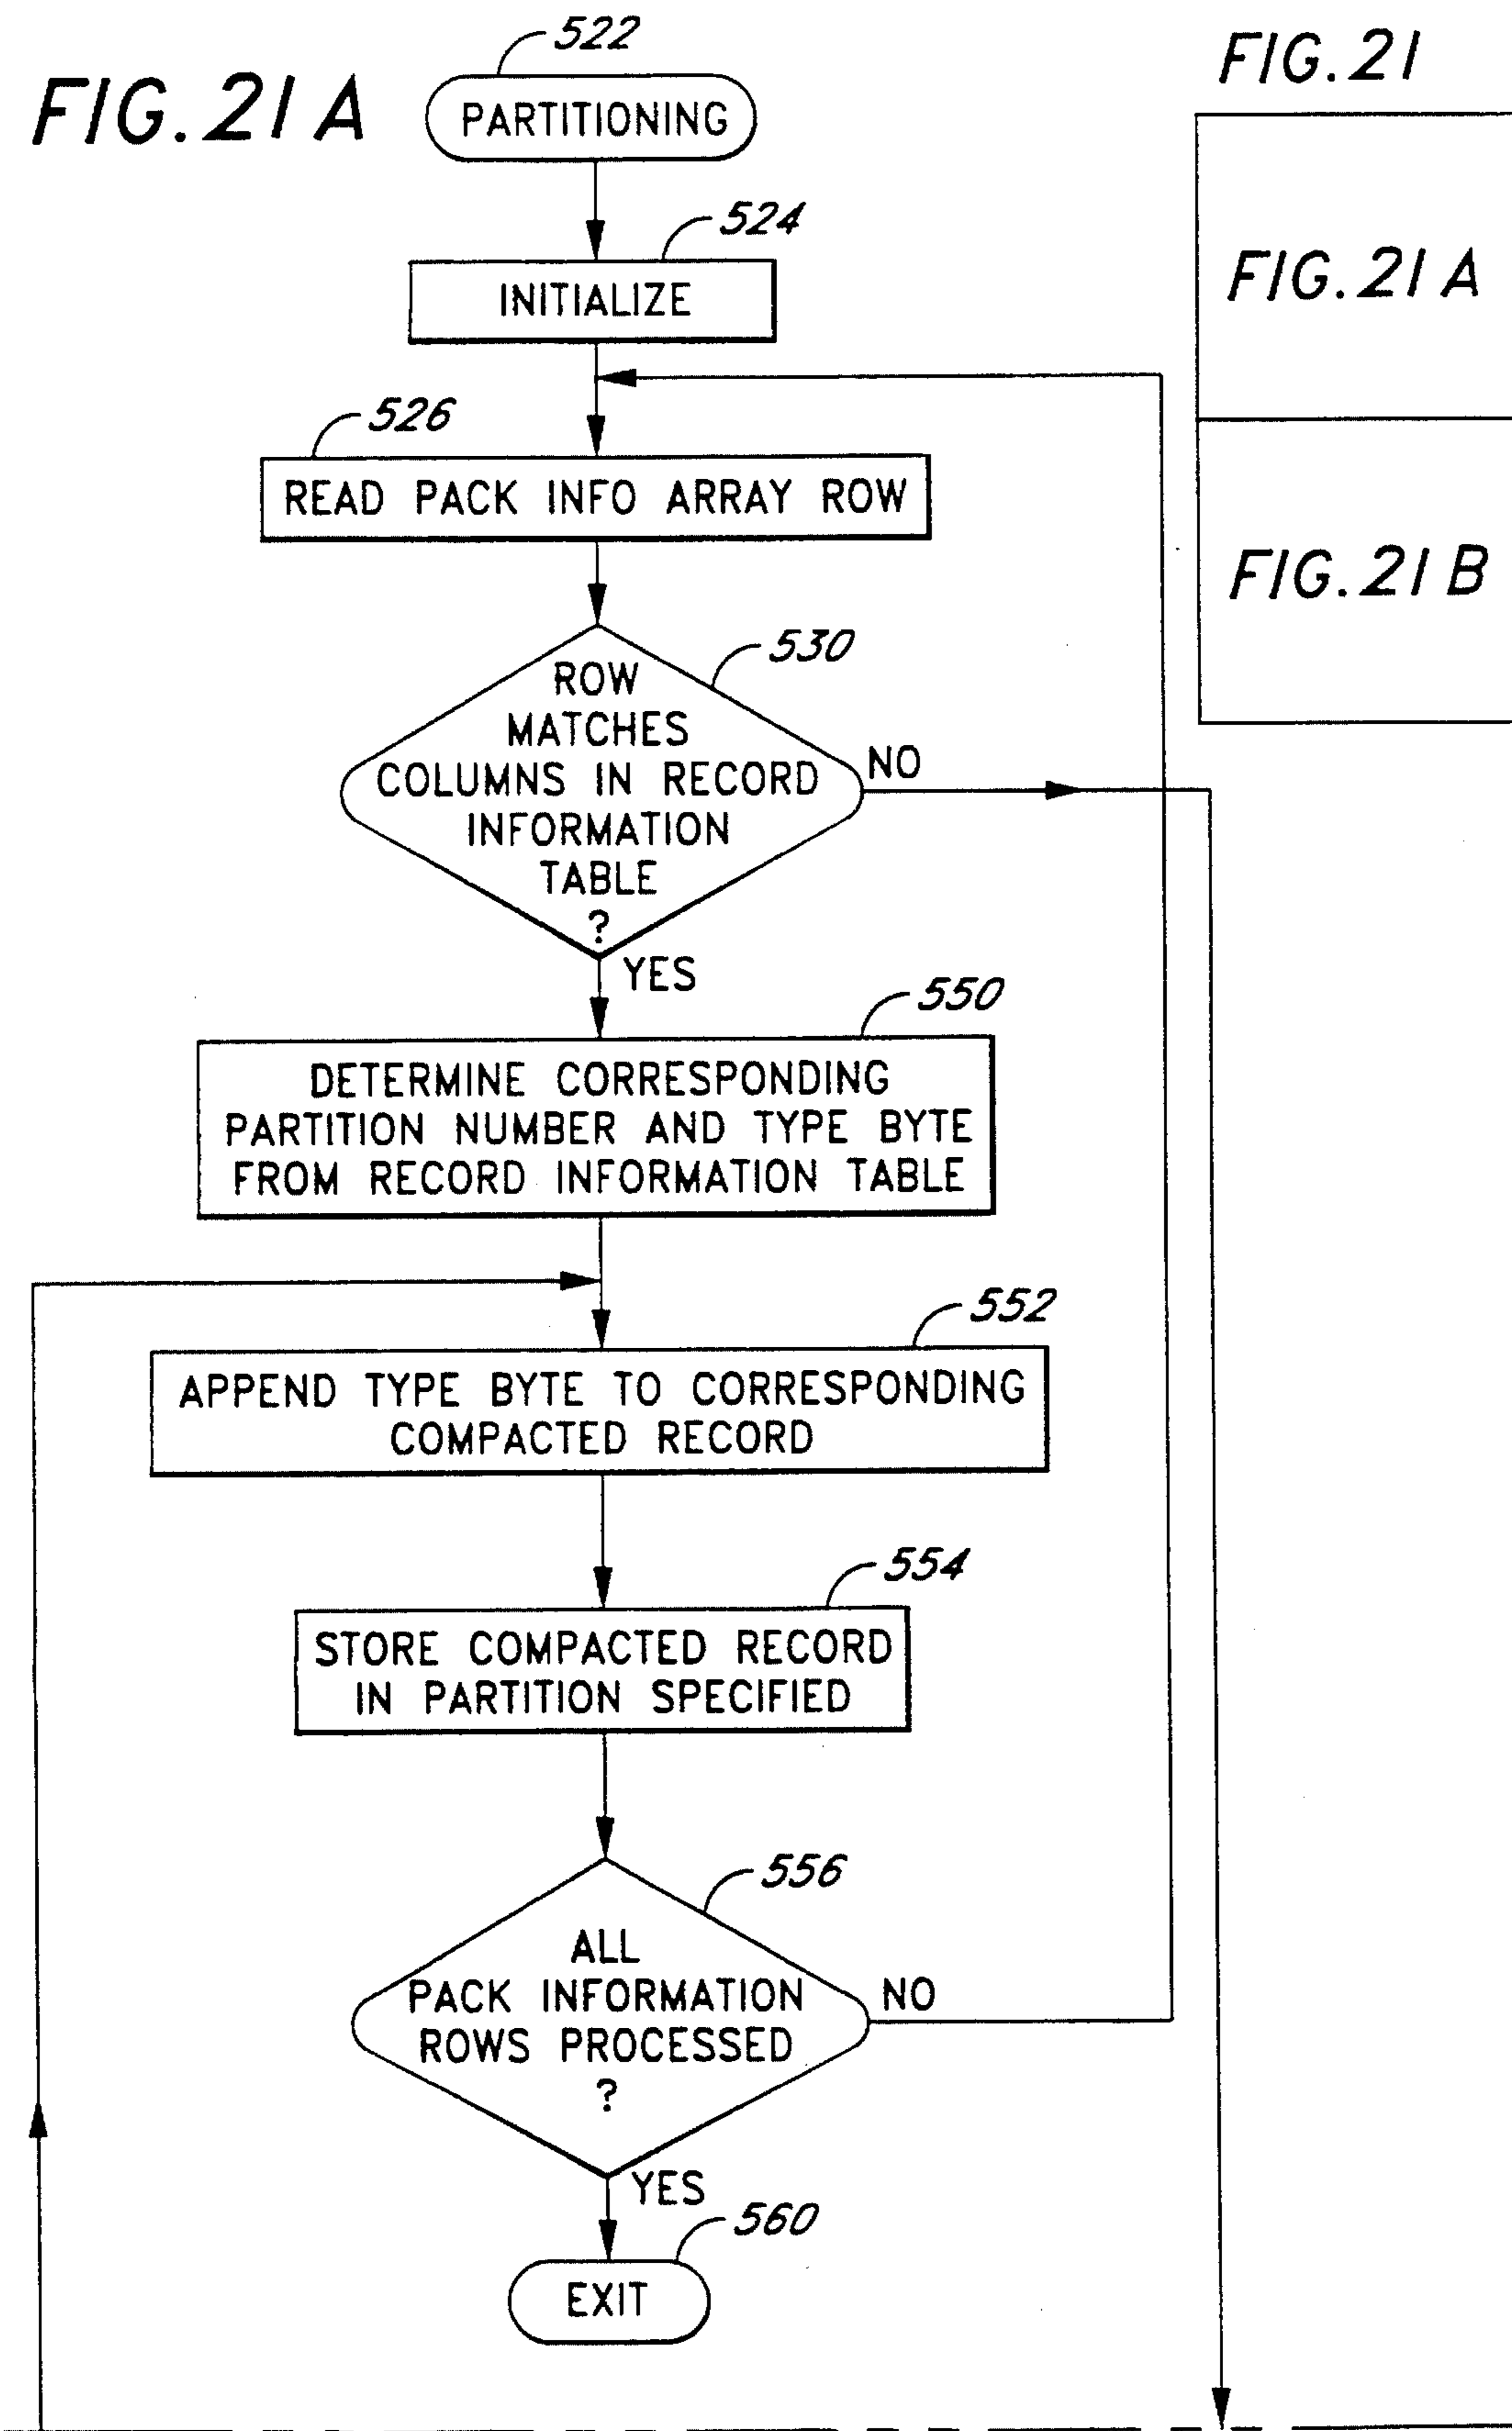 FIG. 21 A
522
PARTITIONING
FIG. 21
FIG. 21 A
FIG. 21 B
524
INITIALIZE
526
READ PACK INFO ARRAY ROW
530
ROW
MATCHES
COLUMNS IN RECORD
INFORMATION
TABLE
?
NO
YES
550
DETERMINE CORRESPONDING
PARTITION NUMBER AND TYPE BYTE
FROM RECORD INFORMATION TABLE
552
APPEND TYPE BYTE TO CORRESPONDING
COMPACTED RECORD
554
STORE COMPACTED RECORD
IN PARTITION SPECIFIED
556
ALL
PACK INFORMATION
ROWS PROCESSED
?
NO
YES
560
EXIT